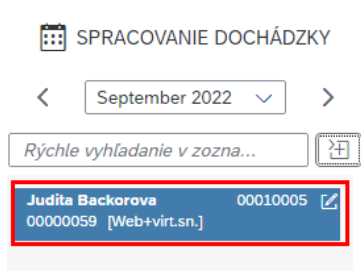 SPRACOVANIE DOCHÁDZKY
September 2022
Rýchle vyhľadanie v zozna...
Judita Backorova 00010005
00000059 [Web+virt.sn.]